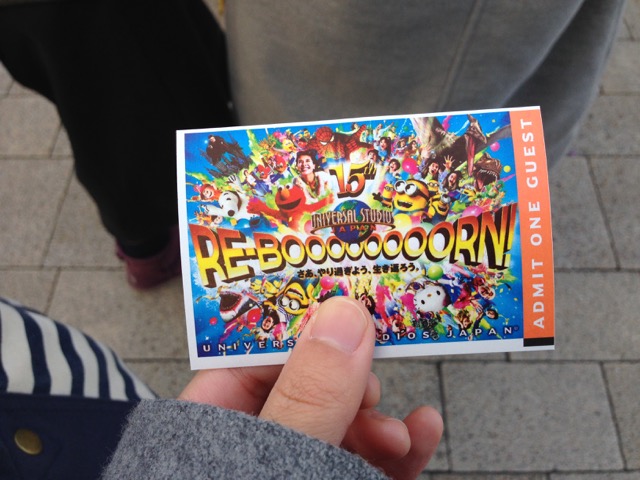 15th
UNIVERSAL STUDIOS
JAPAN
RE-BOOOOOOOORN!
さあ、やり過ぎよう、生き返ろう。
UNIVERS DIOS JAPAN
ADMIT ONE GUEST